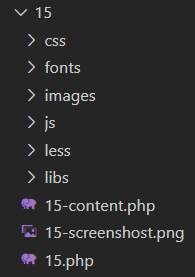 15
css
fonts
images
js
less
libs
15-content.php
15-screenshost.png
15.php